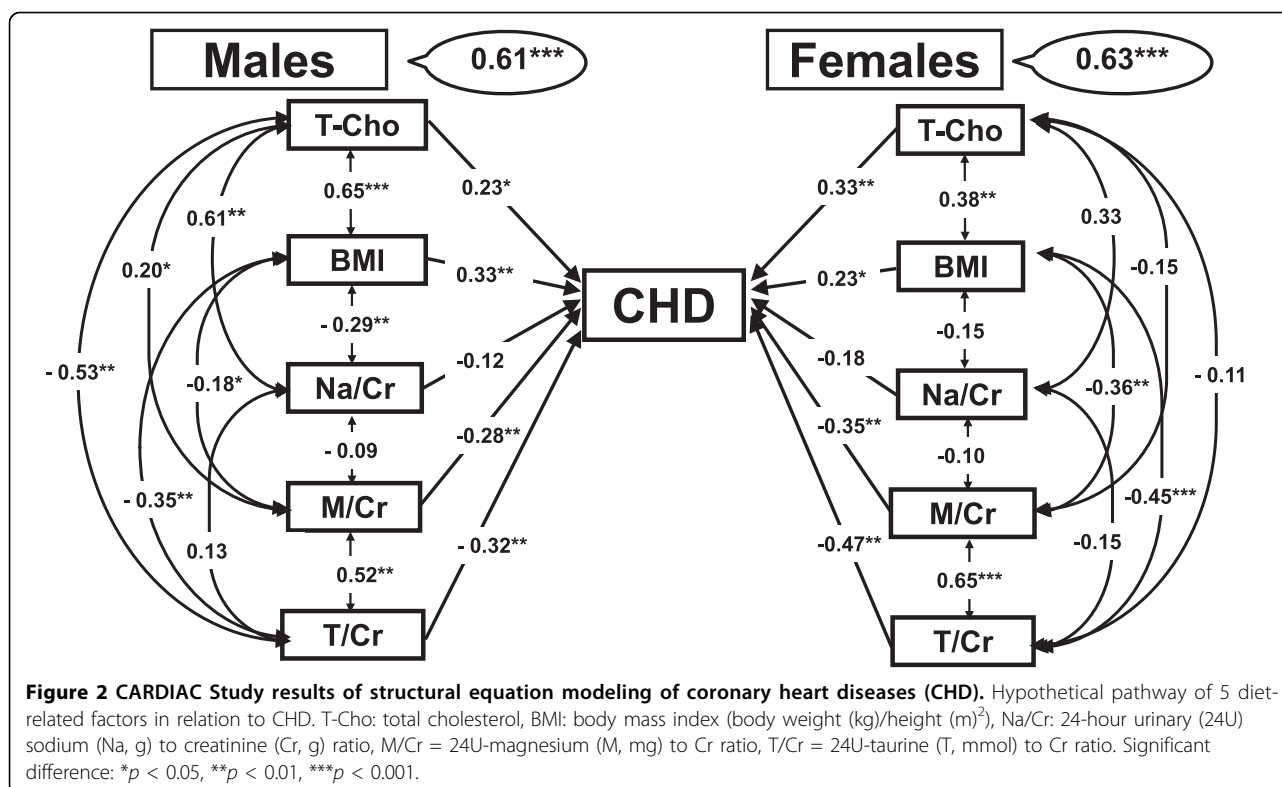 Males 0.61*** Females 0.63***
T-Cho T-Cho
0.65*** 0.23* 0.33** 0.38**
0.61** 0.33
BMI BMI
0.20* 0.33** 0.23* -0.15
CHD
- 0.29** -0.15
- 0.53** -0.18* -0.12 -0.18 -0.36** - 0.11
Na/Cr Na/Cr
- 0.09 -0.28** -0.35** -0.10
- 0.35** -0.45***
M/Cr M/Cr
0.13 - 0.32** -0.47** -0.15
0.52** 0.65***
T/Cr T/Cr
Figure 2 CARDIAC Study results of structural equation modeling of coronary heart diseases (CHD). Hypothetical pathway of 5 diet-
related factors in relation to CHD. T-Cho: total cholesterol, BMI: body mass index (body weight (kg)/height (m)²), Na/Cr: 24-hour urinary (24U)
sodium (Na, g) to creatinine (Cr, g) ratio, M/Cr = 24U-magnesium (M, mg) to Cr ratio, T/Cr = 24U-taurine (T, mmol) to Cr ratio. Significant
difference: *p < 0.05, **p < 0.01, ***p < 0.001.